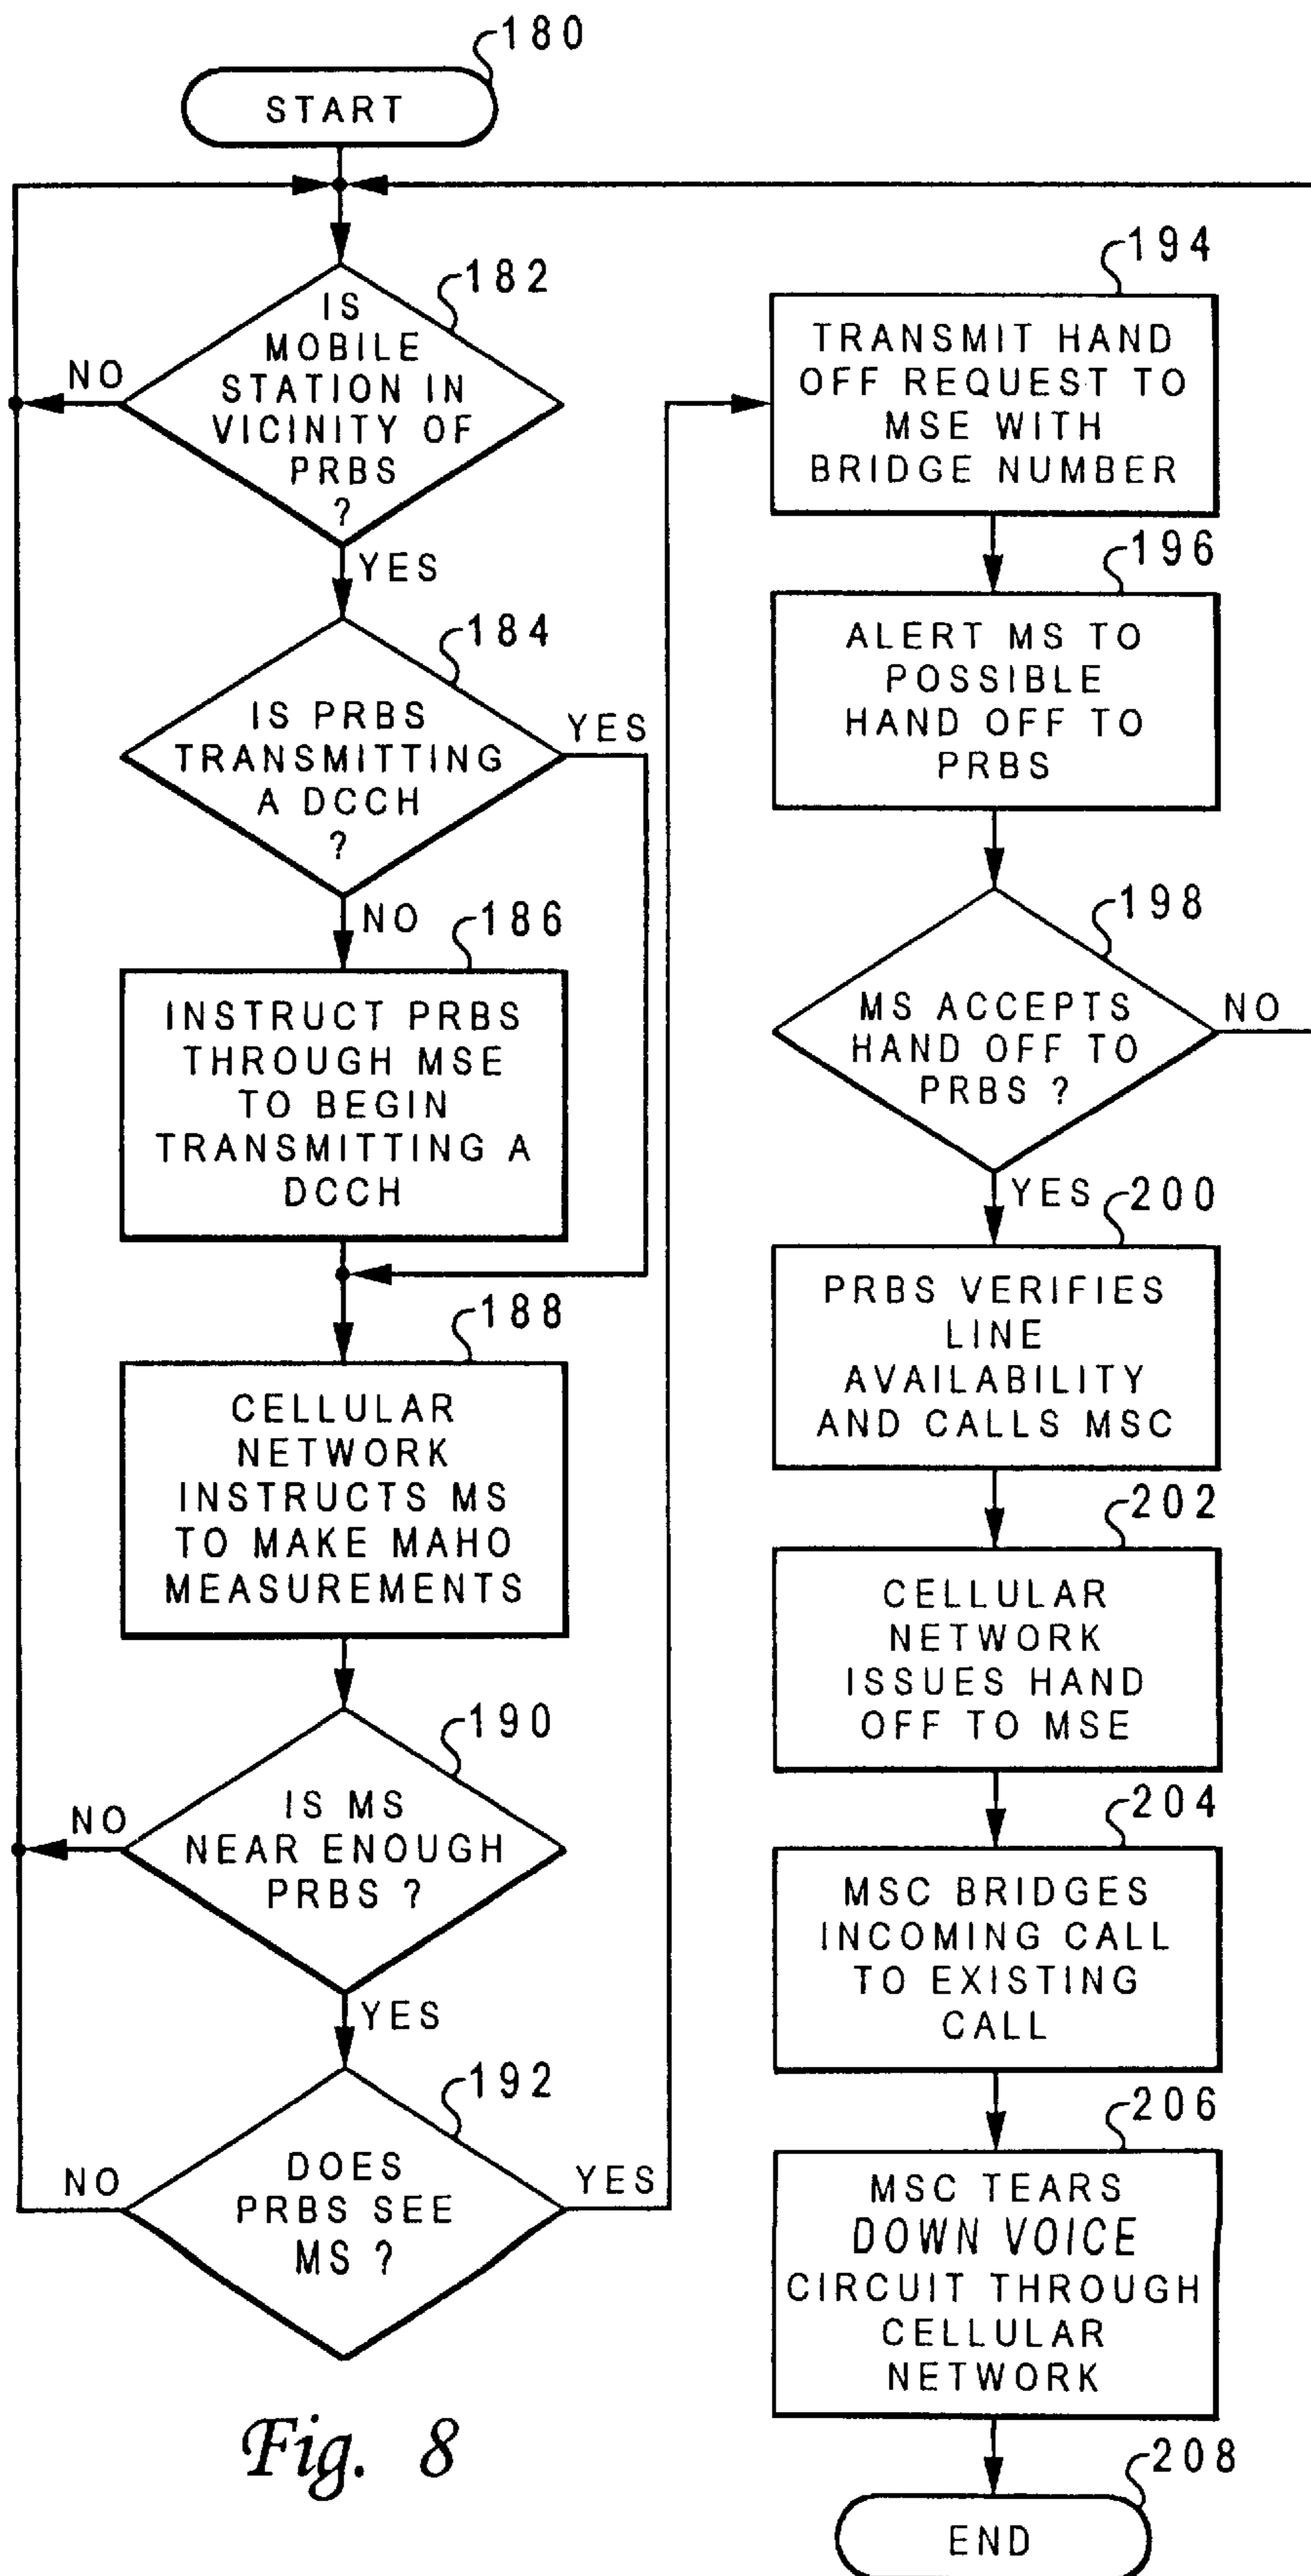 180
START
182
IS
MOBILE
STATION IN
VICINITY OF
PRBS
?
NO
YES
184
IS PRBS
TRANSMITTING
A DCCH
?
YES
NO
186
INSTRUCT PRBS
THROUGH MSE
TO BEGIN
TRANSMITTING A
DCCH
188
CELLULAR
NETWORK
INSTRUCTS MS
TO MAKE MAHO
MEASUREMENTS
190
IS MS
NEAR ENOUGH
PRBS ?
NO
YES
192
DOES
PRBS SEE
MS ?
NO
YES
194
TRANSMIT HAND
OFF REQUEST TO
MSE WITH
BRIDGE NUMBER
196
ALERT MS TO
POSSIBLE
HAND OFF TO
PRBS
198
MS ACCEPTS
HAND OFF TO
PRBS ?
NO
YES
200
PRBS VERIFIES
LINE
AVAILABILITY
AND CALLS MSC
202
CELLULAR
NETWORK
ISSUES HAND
OFF TO MSE
204
MSC BRIDGES
INCOMING CALL
TO EXISTING
CALL
206
MSC TEARS
DOWN VOICE
CIRCUIT THROUGH
CELLULAR
NETWORK
208
END
Fig. 8